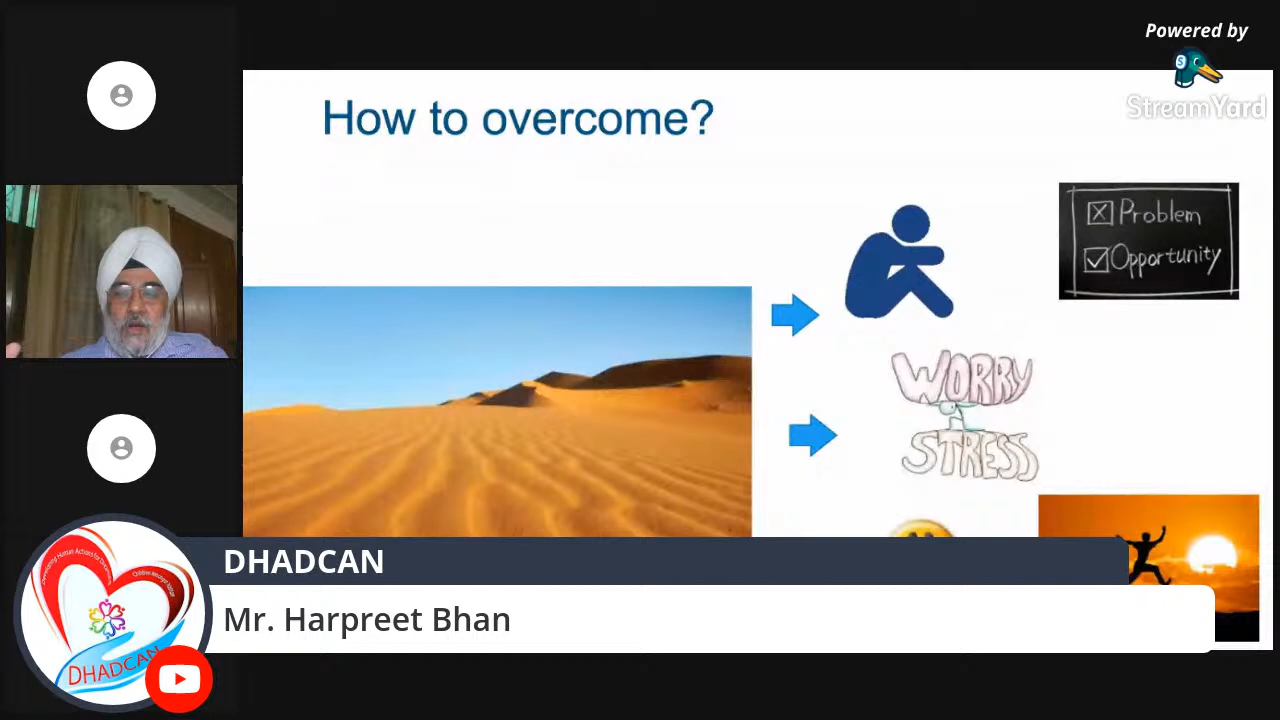 Powered by
StreamYard
How to overcome?
Problem
Opportunity
WORRY
STRESS
DHADCAN
Mr. Harpreet Bhan
DHADCAN